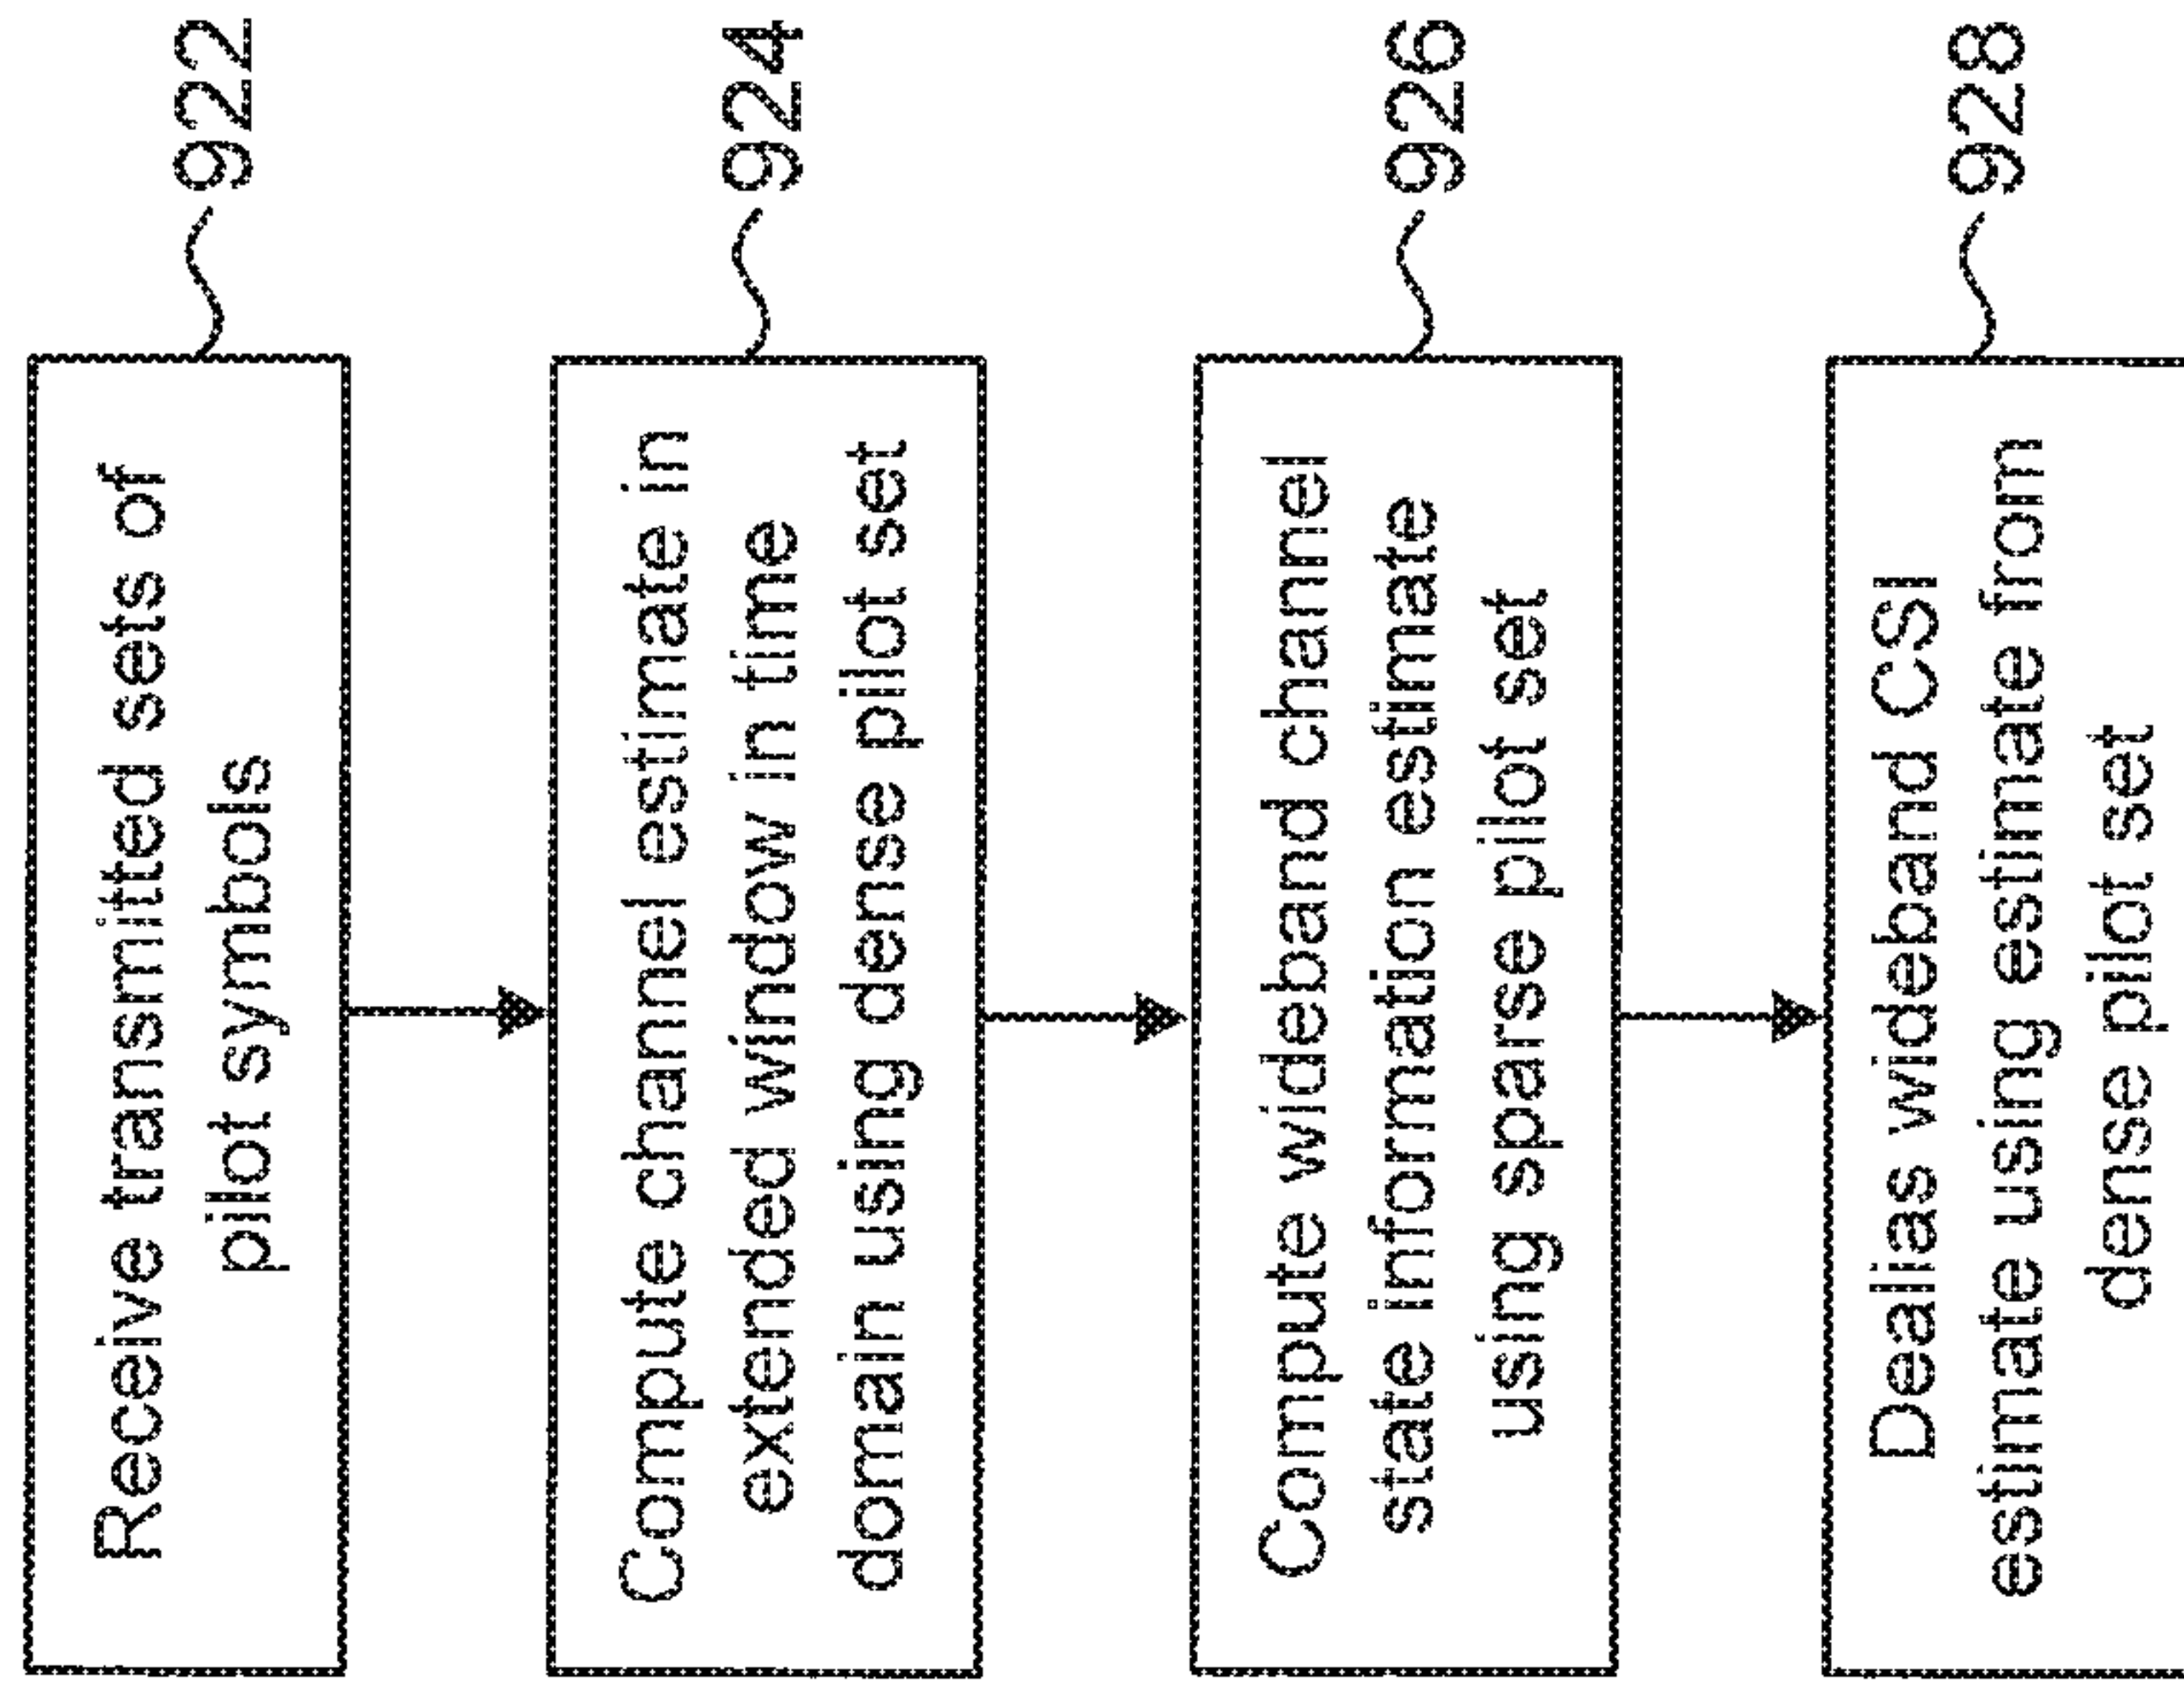 Receive transmitted sets of
pilot symbols
922
Compute channel estimate in
extended window in time
domain using dense pilot set
924
Compute wideband channel
state information estimate
using sparse pilot set
926
Dealias wideband CSI
estimate using estimate from
dense pilot set
928